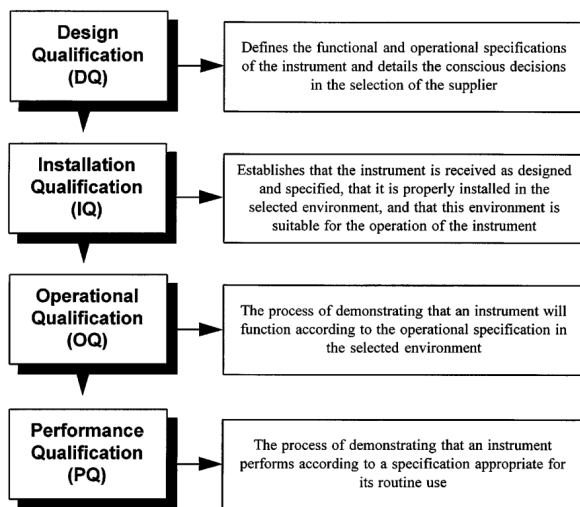 Design
Qualification
(DQ)
Defines the functional and operational specifications
of the instrument and details the conscious decisions
in the selection of the supplier
Installation
Qualification
(IQ)
Establishes that the instrument is received as designed
and specified, that it is properly installed in the
selected environment, and that this environment is
suitable for the operation of the instrument
Operational
Qualification
(OQ)
The process of demonstrating that an instrument will
function according to the operational specification in
the selected environment
Performance
Qualification
(PQ)
The process of demonstrating that an instrument
performs according to a specification appropriate for
its routine use